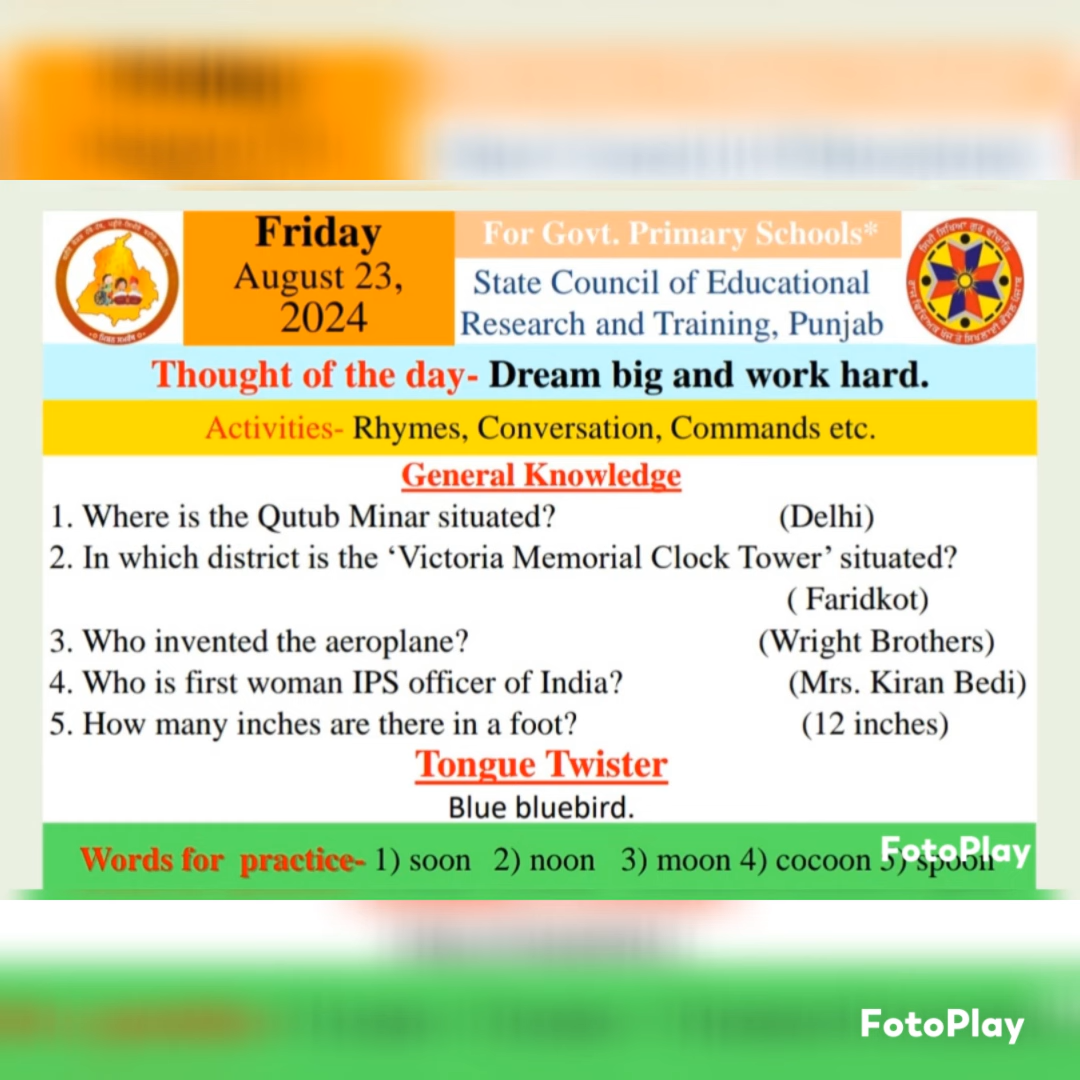 Friday
August 23,
2024
For Govt. Primary Schools*
State Council of Educational
Research and Training, Punjab
Thought of the day- Dream big and work hard.
Activities- Rhymes, Conversation, Commands etc.
General Knowledge
1. Where is the Qutub Minar situated? (Delhi)
2. In which district is the ‘Victoria Memorial Clock Tower’ situated?
( Faridkot)
3. Who invented the aeroplane? (Wright Brothers)
4. Who is first woman IPS officer of India? (Mrs. Kiran Bedi)
5. How many inches are there in a foot? (12 inches)
Tongue Twister
Blue bluebird.
Words for practice- 1) soon 2) noon 3) moon 4) cocoon 5) spoon
FotoPlay
FotoPlay